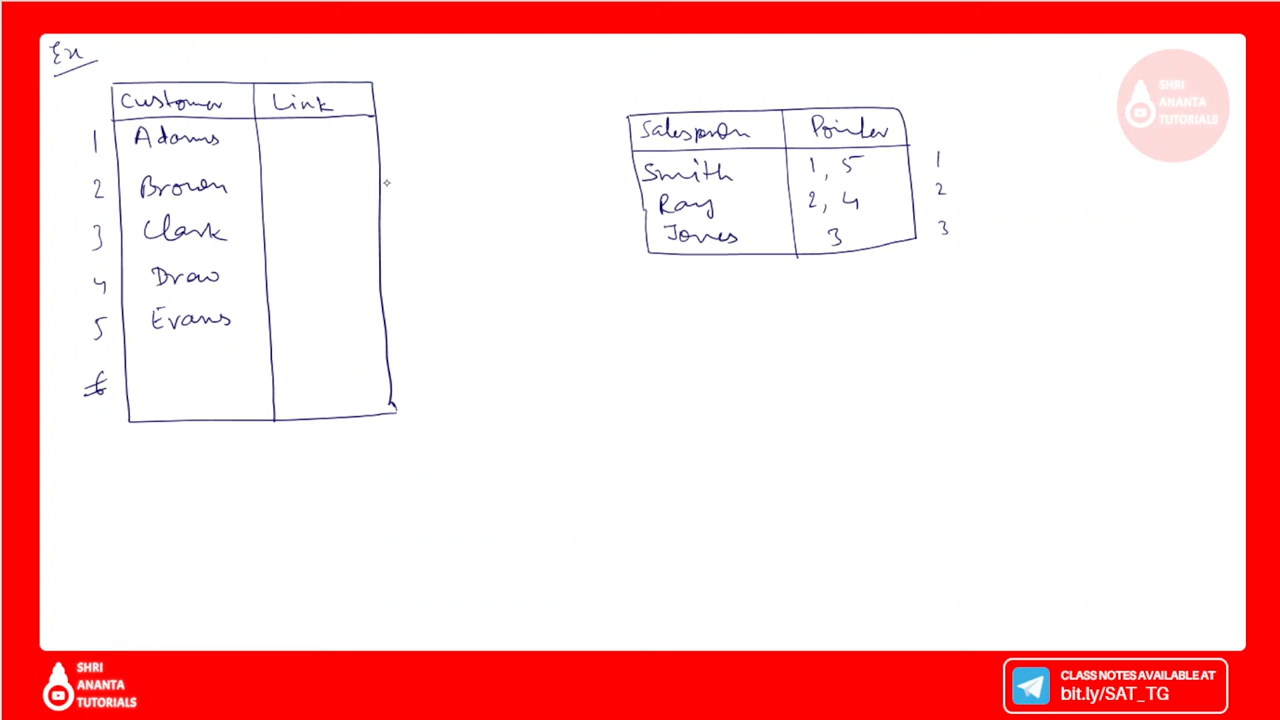 Ex
Customer Link
1 Adams
2 Brown
3 Clark
4 Draw
5 Evans
6
Salesperson Pointer
Smith 1, 5 1
Ray 2, 4 2
Jones 3 3
SHRI
ANANTA
TUTORIALS
SHRI
ANANTA
TUTORIALS
CLASS NOTES AVAILABLE AT
bit.ly/SAT_TG